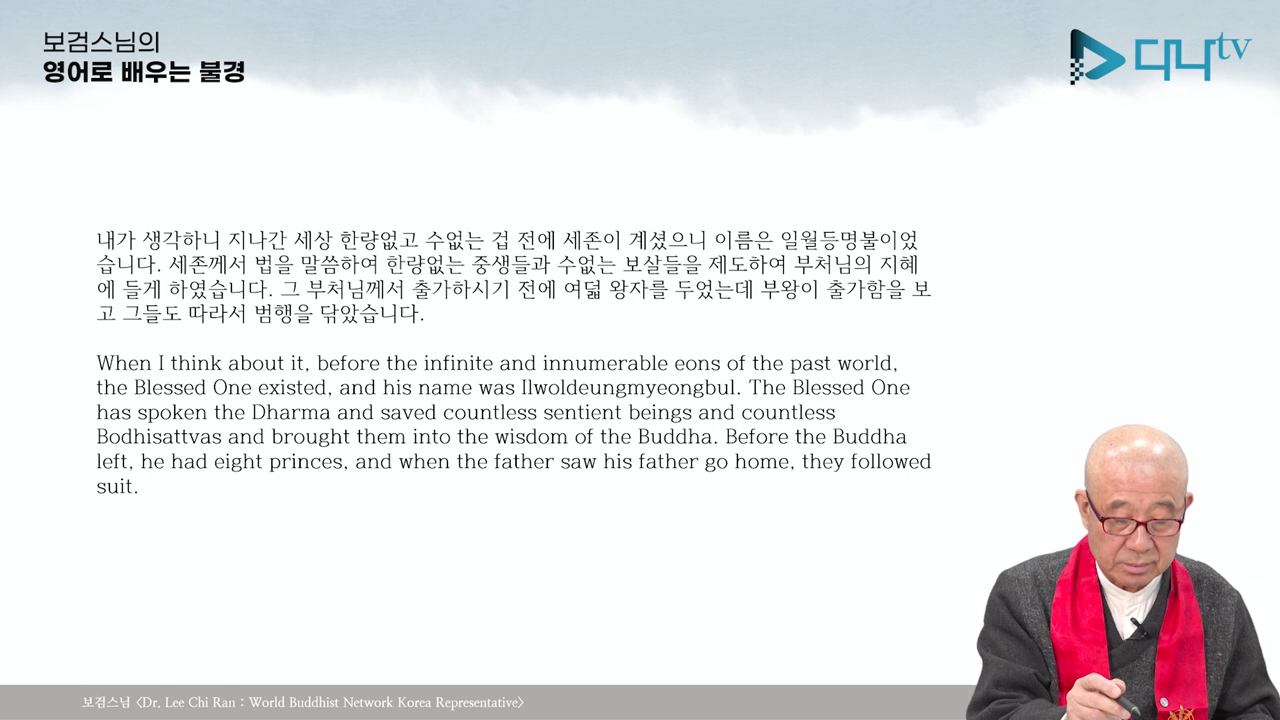 보검스님의
영어로 배우는 불경
디나tv
내가 생각하니 지나간 세상 한량없고 수없는 겁 전에 세존이 계셨으니 이름은 일월등명불이었
습니다. 세존께서 법을 말씀하여 한량없는 중생들과 수없는 보살들을 제도하여 부처님의 지혜
에 들게 하였습니다. 그 부처님께서 출가하시기 전에 여덟 왕자를 두었는데 부왕이 출가함을 보
고 그들도 따라서 범행을 닦았습니다.
When I think about it, before the infinite and innumerable eons of the past world,
the Blessed One existed, and his name was Ilwoldeungmyeongbul. The Blessed One
has spoken the Dharma and saved countless sentient beings and countless
Bodhisattvas and brought them into the wisdom of the Buddha. Before the Buddha
left, he had eight princes, and when the father saw his father go home, they followed
suit.
보검스님 <Dr. Lee Chi Ran : World Buddhist Network Korea Representative>